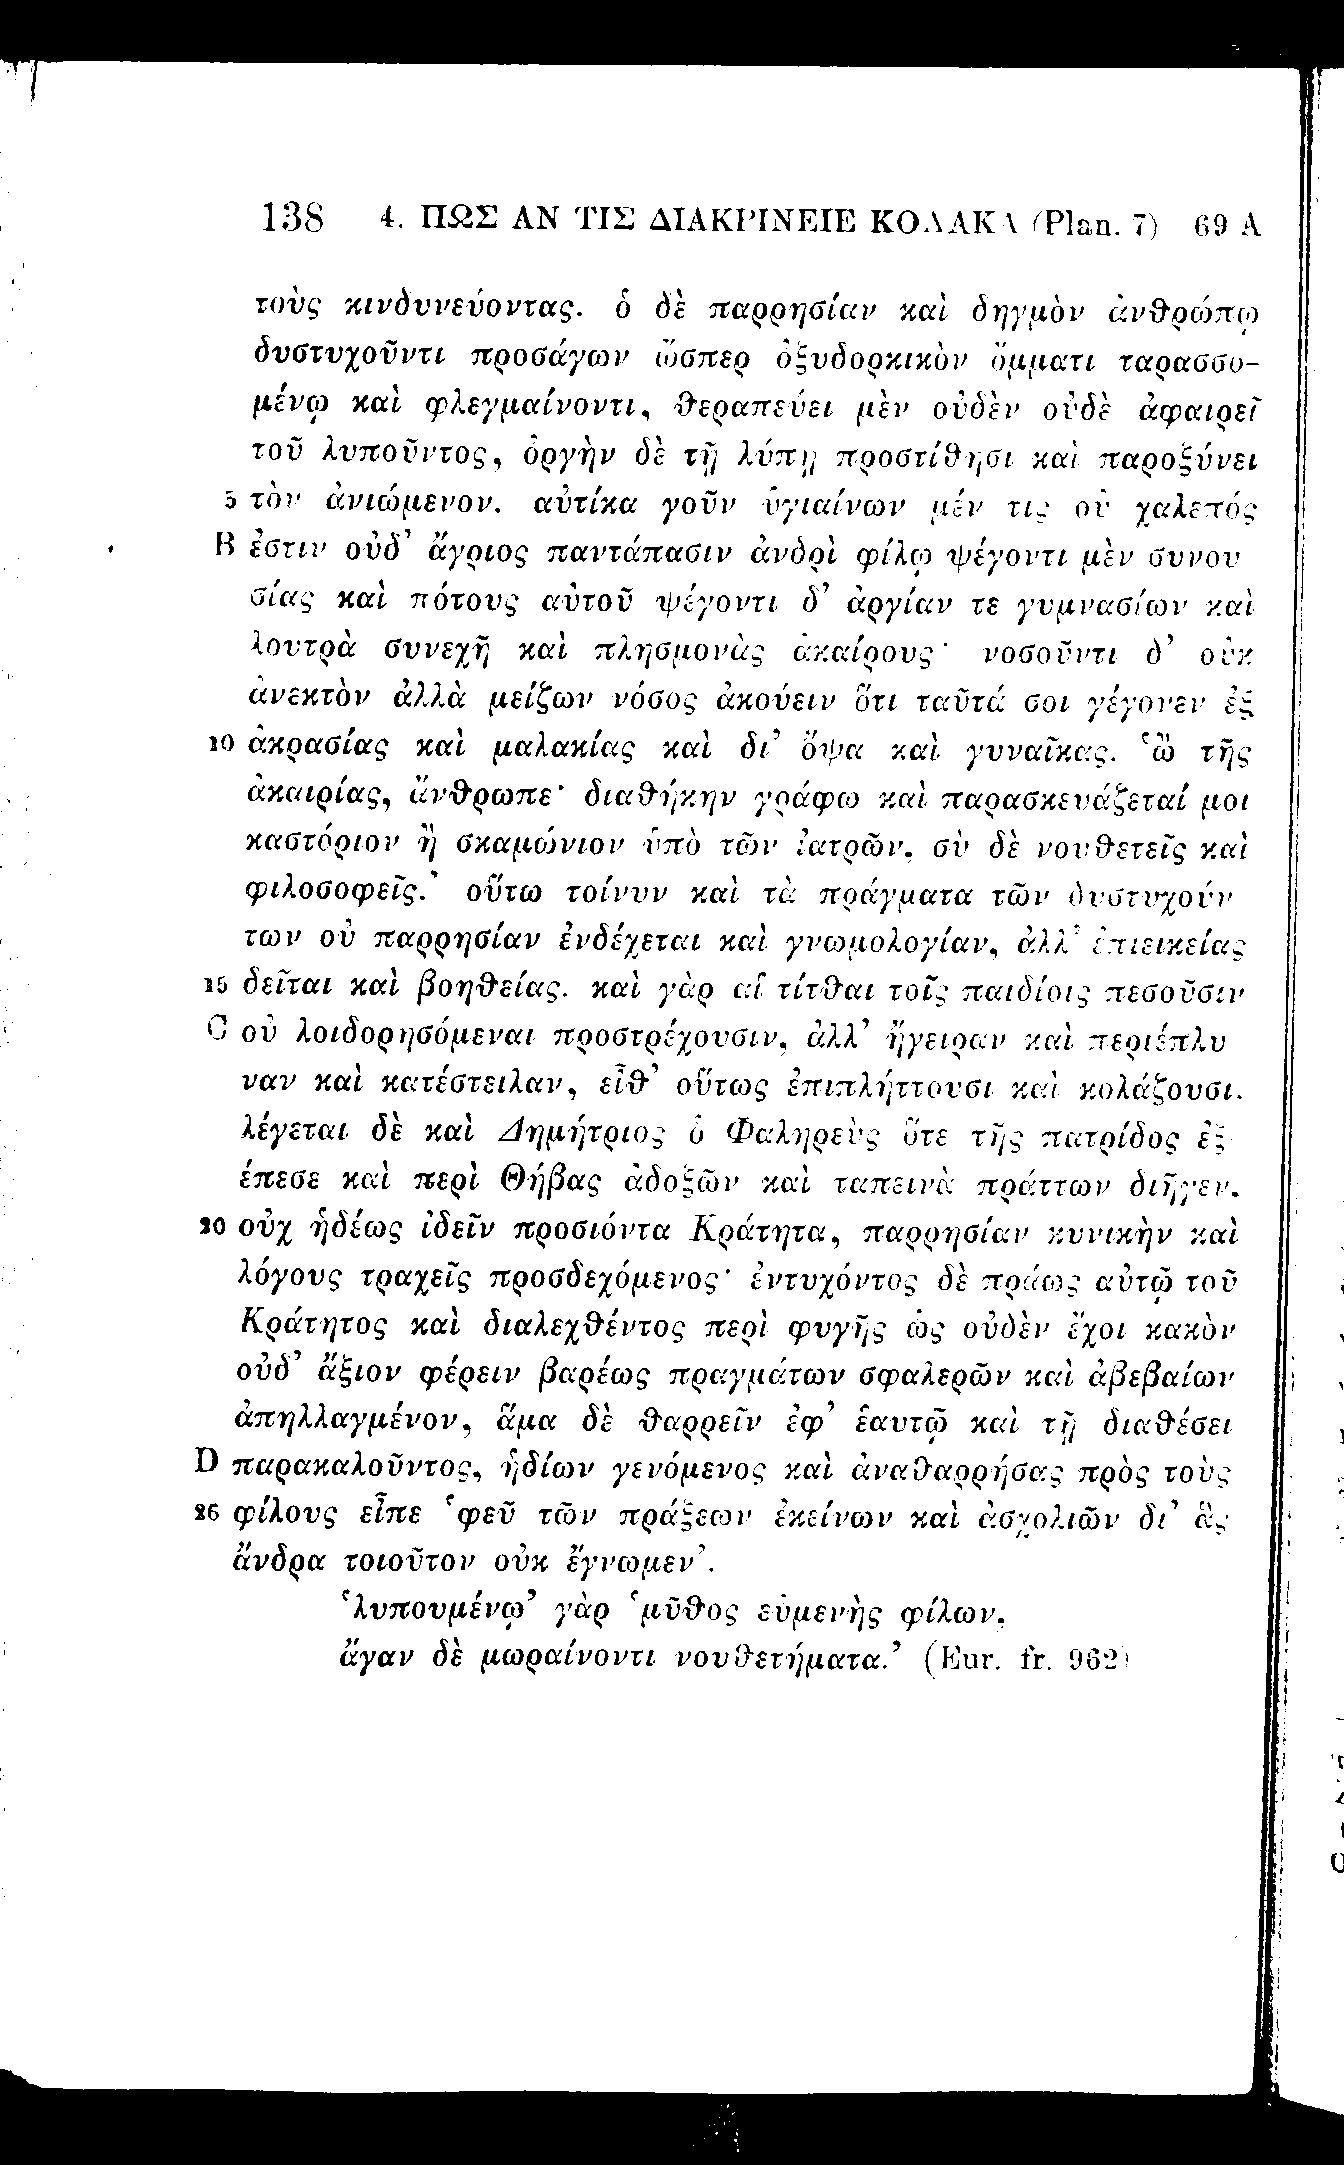 138 4. ΠΩΣ ΑΝ ΤΙΣ ΔΙΑΚΡΙΝΕΙΕ ΚΟΛΑΚΑ (Plan. 7) 69 A
τοὺς κινδυνεύοντας. ὁ δὲ παρρησίαν καὶ δηγμὸν ἀνθρώπῳ
δυστυχοῦντι προσάγων ὥσπερ ὀξυδορκικὸν ὄμματι ταρασσο-
μένῳ καὶ φλεγμαίνοντι, θεραπεύει μὲν οὐδὲν οὐδὲ ἀφαιρεῖ
τοῦ λυποῦντος, ὀργὴν δὲ τῇ λύπῃ προστίθησι καὶ παροξύνει
5 τὸν ἀνιώμενον. αὐτίκα γοῦν ὑγιαίνων μέν τις οὐ χαλεπός
B ἐστιν οὐδ’ ἄγριος παντάπασιν ἀνδρὶ φίλῳ ψέγοντι μὲν συνου
σίας καὶ πότους αὐτοῦ ψέγοντι δ’ ἀργίαν τε γυμνασίων καὶ
λουτρὰ συνεχῆ καὶ πλησμονὰς ἀκαίρους· νοσοῦντι δ’ οὐκ
ἀνεκτὸν ἀλλὰ μείζων νόσος ἀκούειν ὅτι ταῦτά σοι γέγονεν ἐξ
10 ἀκρασίας καὶ μαλακίας καὶ δι’ ὄψα καὶ γυναῖκας. ‘ὢ τῆς
ἀκαιρίας, ἄνθρωπε· διαθήκην γράφω καὶ παρασκευάζεταί μοι
καστόριον ἢ σκαμώνιον ὑπὸ τῶν ἰατρῶν, σὺ δὲ νουθετεῖς καὶ
φιλοσοφεῖς.’ οὕτω τοίνυν καὶ τὰ πράγματα τῶν δυστυχούν
των οὐ παρρησίαν ἐνδέχεται καὶ γνωμολογίαν, ἀλλ’ ἐπιεικείας
15 δεῖται καὶ βοηθείας. καὶ γὰρ αἱ τίτθαι τοῖς παιδίοις πεσοῦσιν
C οὐ λοιδορησόμεναι προστρέχουσιν, ἀλλ’ ἤγειραν καὶ περιέπλυ
ναν καὶ κατέστειλαν, εἶθ’ οὕτως ἐπιπλήττουσι καὶ κολάζουσι.
λέγεται δὲ καὶ Δημήτριος ὁ Φαληρεὺς ὅτε τῆς πατρίδος ἐξ
έπεσε καὶ περὶ Θήβας ἀδοξῶν καὶ ταπεινὰ πράττων διῆγεν,
20 οὐχ ἡδέως ἰδεῖν προσιόντα Κράτητα, παρρησίαν κυνικὴν καὶ
λόγους τραχεῖς προσδεχόμενος· ἐντυχόντος δὲ πράως αὐτῷ τοῦ
Κράτητος καὶ διαλεχθέντος περὶ φυγῆς ὡς οὐδὲν ἔχοι κακὸν
οὐδ’ ἄξιον φέρειν βαρέως πραγμάτων σφαλερῶν καὶ ἀβεβαίων
ἀπηλλαγμένον, ἅμα δὲ θαρρεῖν ἐφ’ ἑαυτῷ καὶ τῇ διαθέσει
D παρακαλοῦντος, ἡδίων γενόμενος καὶ ἀναθαρρήσας πρὸς τοὺς
26 φίλους εἶπε ‘φεῦ τῶν πράξεων ἐκείνων καὶ ἀσχολιῶν δι’ ἃς
ἄνδρα τοιοῦτον οὐκ ἔγνωμεν’.
‘λυπουμένῳ’ γὰρ ‘μῦθος εὐμενὴς φίλων,
ἄγαν δὲ μωραίνοντι νουθετήματα.’ (Eur. fr. 962)